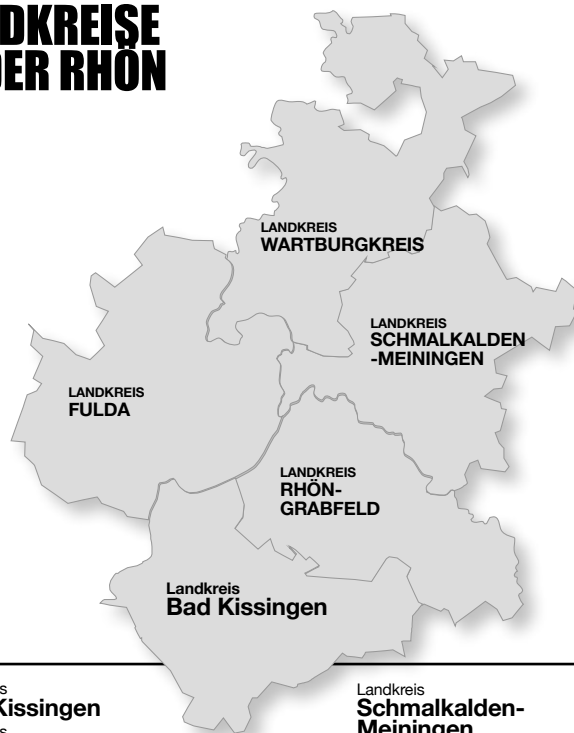 DKREISE
DER RHÖN
LANDKREIS
WARTBURGKREIS
LANDKREIS
SCHMALKALDEN
-MEININGEN
LANDKREIS
FULDA
LANDKREIS
RHÖN-
GRABFELD
Landkreis
Bad Kissingen
Kissingen
Landkreis
Schmalkalden-
Meiningen